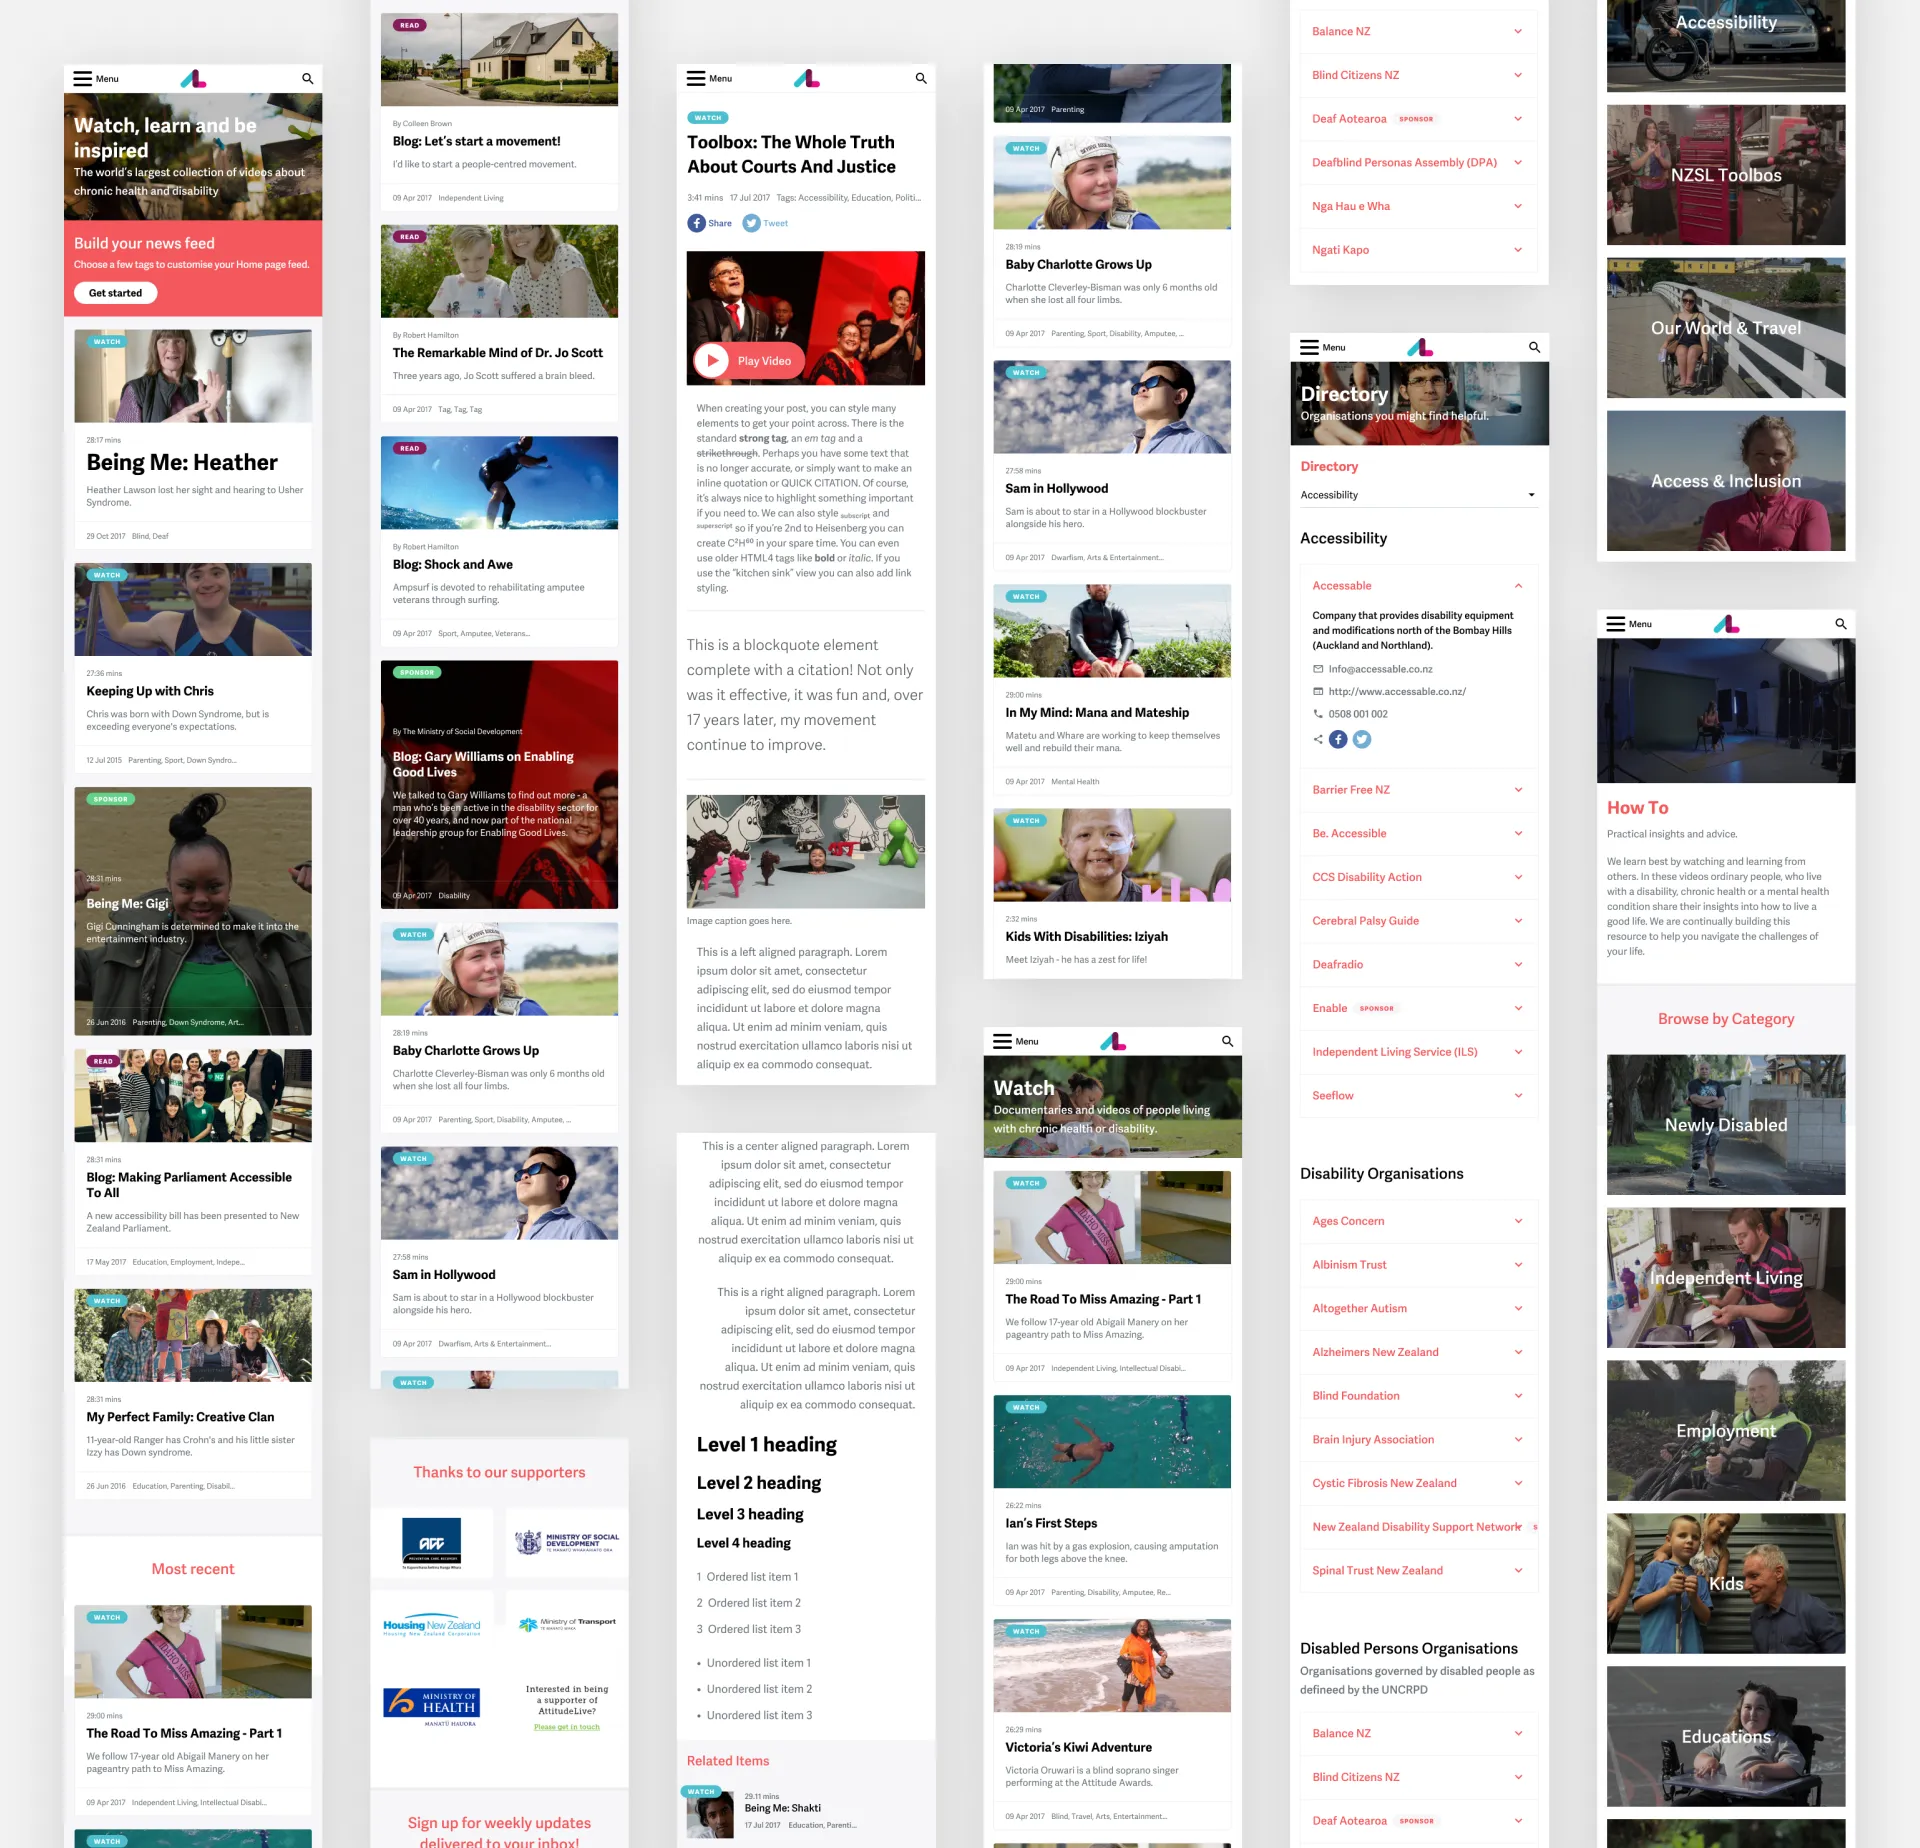 Menu
Watch, learn and be
inspired
The world's largest collection of videos about
chronic health and disability
Build your news feed
Choose a few tags to customise your Home page feed.
Get started
WATCH
28:17 mins
Being Me: Heather
Heather Lawson lost her sight and hearing to Usher
Syndrome.
29 Oct 2017 Blind, Deaf
WATCH
27:36 mins
Keeping Up with Chris
Chris was born with Down Syndrome, but is
exceeding everyone's expectations.
12 Jul 2015 Parenting, Sport, Down Syndro...
SPONSOR
28:31 mins
Being Me: Gigi
Gigi Cunningham is determined to make it into the
entertainment industry.
26 Jun 2016 Parenting, Down Syndrome, Art...
READ
28:31 mins
Blog: Making Parliament Accessible
To All
A new accessibility bill has been presented to New
Zealand Parliament.
17 May 2017 Education, Employment, Indepe...
WATCH
28:31 mins
My Perfect Family: Creative Clan
11-year-old Ranger has Crohn's and his little sister
Izzy has Down syndrome.
26 Jun 2016 Education, Parenting, Disabil...
Most recent
WATCH
29:00 mins
The Road To Miss Amazing - Part 1
We follow 17-year old Abigail Manery on her
pageantry path to Miss Amazing.
09 Apr 2017 Independent Living, Intellectual Disabi...
WATCH
READ
By Colleen Brown
Blog: Let's start a movement!
I'd like to start a people-centred movement.
09 Apr 2017 Independent Living
READ
By Robert Hamilton
The Remarkable Mind of Dr. Jo Scott
Three years ago, Jo Scott suffered a brain bleed.
09 Apr 2017 Tag, Tag, Tag
READ
By Robert Hamilton
Blog: Shock and Awe
Ampsurf is devoted to rehabilitating amputee
veterans through surfing.
09 Apr 2017 Sport, Amputee, Veterans...
SPONSOR
By The Ministry of Social Development
Blog: Gary Williams on Enabling
Good Lives
We talked to Gary Williams to find out more - a
man who's been active in the disability sector for
over 40 years, and now part of the national
leadership group for Enabling Good Lives.
09 Apr 2017 Disability
WATCH
28:19 mins
Baby Charlotte Grows Up
Charlotte Cleverley-Bisman was only 6 months old
when she lost all four limbs.
09 Apr 2017 Parenting, Sport, Disability, Amputee, ...
WATCH
27:58 mins
Sam in Hollywood
Sam is about to star in a Hollywood blockbuster
alongside his hero.
09 Apr 2017 Dwarfism, Arts & Entertainment...
WATCH
Thanks to our supporters
MINISTRY OF SOCIAL
DEVELOPMENT
TE MANATŪ WHAKAHIATO ORA
Housing New Zealand
Housing New Zealand Corporation
Ministry of Transport
TE MANATŪ WAKA
MINISTRY OF
HEALTH
MANATŪ HAUORA
Interested in being
a supporter of
AttitudeLive?
Please get in touch
Sign up for weekly updates
delivered to your inbox!
Menu
WATCH
Toolbox: The Whole Truth
About Courts And Justice
3:41 mins 17 Jul 2017 Tags: Accessibility, Education, Politi...
Share Tweet
Play Video
When creating your post, you can style many
elements to get your point across. There is the
standard strong tag, an em tag and a
strikethrough. Perhaps you have some text that
is no longer accurate, or simply want to make an
inline quotation or QUICK CITATION. Of course,
it's always nice to highlight something important
if you need to. We can also style subscript and
superscript so if you're 2nd to Heisenberg you can
create C²H⁶⁰ in your spare time. You can even
use older HTML4 tags like bold or italic. If you
use the "kitchen sink" view you can also add link
styling.
This is a blockquote element
complete with a citation! Not only
was it effective, it was fun and, over
17 years later, my movement
continue to improve.
Image caption goes here.
This is a left aligned paragraph. Lorem
ipsum dolor sit amet, consectetur
adipiscing elit, sed do eiusmod tempor
incididunt ut labore et dolore magna
aliqua. Ut enim ad minim veniam, quis
nostrud exercitation ullamco laboris nisi ut
aliquip ex ea commodo consequat.
This is a center aligned paragraph. Lorem
ipsum dolor sit amet, consectetur
adipiscing elit, sed do eiusmod tempor
incididunt ut labore et dolore magna
aliqua. Ut enim ad minim veniam, quis
nostrud exercitation ullamco laboris nisi ut
aliquip ex ea commodo consequat.
This is a right aligned paragraph. Lorem
ipsum dolor sit amet, consectetur
adipiscing elit, sed do eiusmod tempor
incididunt ut labore et dolore magna
aliqua. Ut enim ad minim veniam, quis
nostrud exercitation ullamco laboris nisi ut
aliquip ex ea commodo consequat.
Level 1 heading
Level 2 heading
Level 3 heading
Level 4 heading
1 Ordered list item 1
2 Ordered list item 2
3 Ordered list item 3
• Unordered list item 1
• Unordered list item 2
• Unordered list item 3
Related Items
WATCH
29.11 mins
Being Me: Shakti
17 Jul 2017 Education, Parenti...
09 Apr 2017 Parenting
WATCH
28:19 mins
Baby Charlotte Grows Up
Charlotte Cleverley-Bisman was only 6 months old
when she lost all four limbs.
09 Apr 2017 Parenting, Sport, Disability, Amputee, ...
WATCH
27:58 mins
Sam in Hollywood
Sam is about to star in a Hollywood blockbuster
alongside his hero.
09 Apr 2017 Dwarfism, Arts & Entertainment...
WATCH
29:00 mins
In My Mind: Mana and Mateship
Matetu and Whare are working to keep themselves
well and rebuild their mana.
09 Apr 2017 Mental Health
WATCH
2:32 mins
Kids With Disabilities: Iziyah
Meet Iziyah - he has a zest for life!
Menu
Watch
Documentaries and videos of people living
with chronic health or disability.
WATCH
29:00 mins
The Road To Miss Amazing - Part 1
We follow 17-year old Abigail Manery on her
pageantry path to Miss Amazing.
09 Apr 2017 Independent Living, Intellectual Disabi...
WATCH
26:22 mins
Ian's First Steps
Ian was hit by a gas explosion, causing amputation
for both legs above the knee.
09 Apr 2017 Parenting, Disability, Amputee, Re...
WATCH
26:29 mins
Victoria's Kiwi Adventure
Victoria Oruwari is a blind soprano singer
performing at the Attitude Awards.
09 Apr 2017 Blind, Travel, Arts, Entertainment...
Balance NZ
Blind Citizens NZ
Deaf Aotearoa SPONSOR
Deafblind Personas Assembly (DPA)
Nga Hau e Wha
Ngati Kapo
Menu
Directory
Organisations you might find helpful.
Directory
Accessibility
Accessibility
Accessable
Company that provides disability equipment
and modifications north of the Bombay Hills
(Auckland and Northland).
Info@accessable.co.nz
http://www.accessable.co.nz/
0508 001 002
Barrier Free NZ
Be. Accessible
CCS Disability Action
Cerebral Palsy Guide
Deafradio
Enable SPONSOR
Independent Living Service (ILS)
Seeflow
Disability Organisations
Ages Concern
Albinism Trust
Altogether Autism
Alzheimers New Zealand
Blind Foundation
Brain Injury Association
Cystic Fibrosis New Zealand
New Zealand Disability Support Network S
Spinal Trust New Zealand
Disabled Persons Organisations
Organisations governed by disabled people as
defineed by the UNCRPD
Balance NZ
Blind Citizens NZ
Deaf Aotearoa SPONSOR
Accessibility
NZSL Toolbos
Our World & Travel
Access & Inclusion
Menu
How To
Practical insights and advice.
We learn best by watching and learning from
others. In these videos ordinary people, who live
with a disability, chronic health or a mental health
condition share their insights into how to live a
good life. We are continually building this
resource to help you navigate the challenges of
your life.
Browse by Category
Newly Disabled
Independent Living
Employment
Kids
Educations